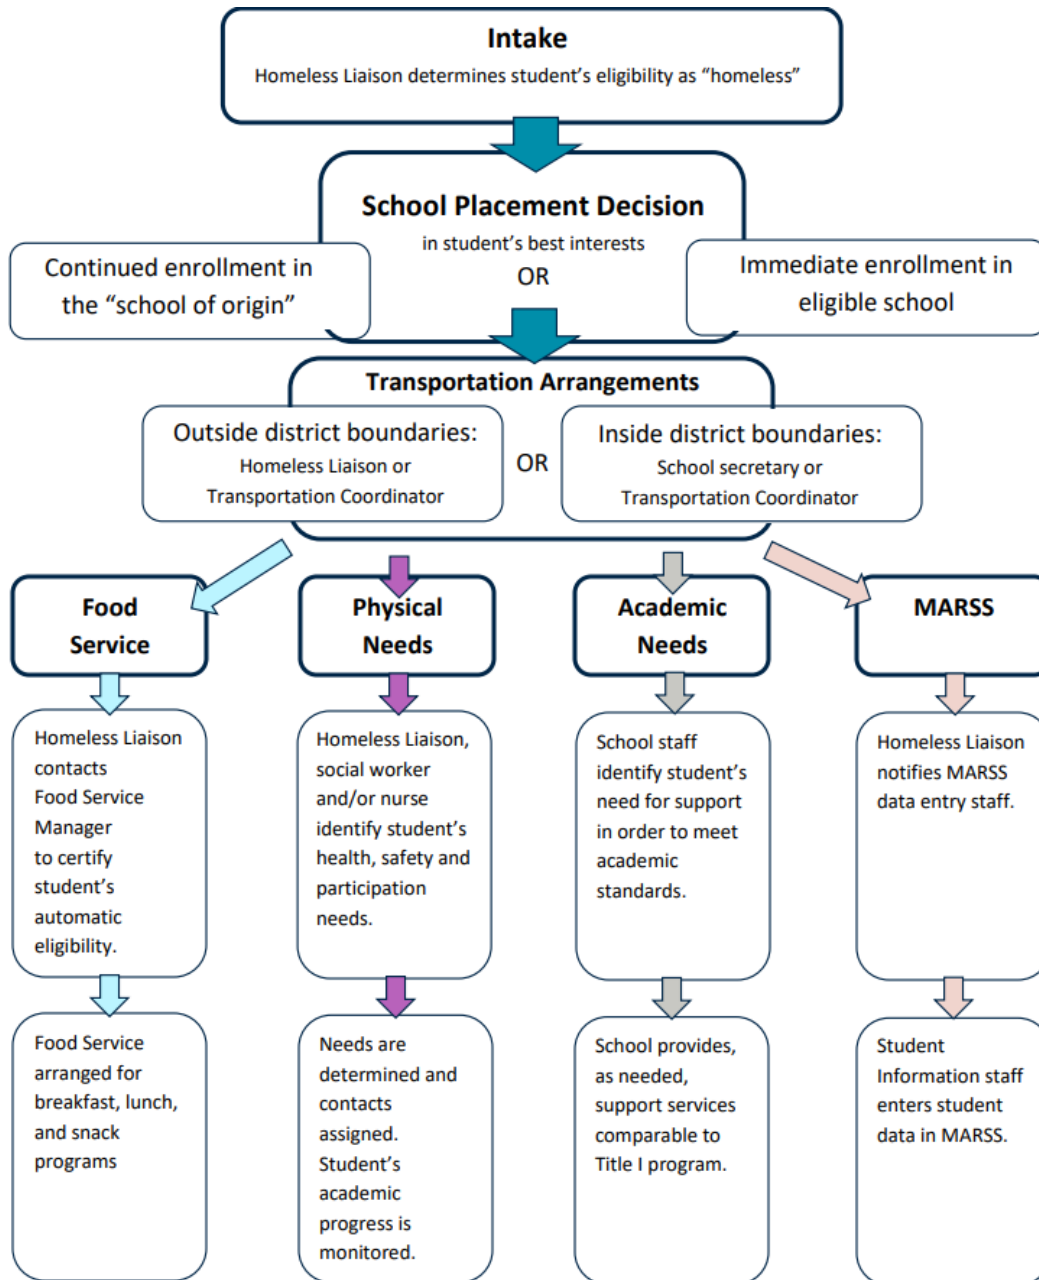 Intake
Homeless Liaison determines student’s eligibility as “homeless”
School Placement Decision
in student’s best interests
OR
Continued enrollment in
the “school of origin”
Immediate enrollment in
eligible school
Transportation Arrangements
Outside district boundaries:
Homeless Liaison or
Transportation Coordinator
OR
Inside district boundaries:
School secretary or
Transportation Coordinator
Food
Service
Homeless Liaison
contacts
Food Service
Manager
to certify
student’s
automatic
eligibility.
Food Service
arranged for
breakfast, lunch,
and snack
programs
Physical
Needs
Homeless Liaison,
social worker
and/or nurse
identify student’s
health, safety and
participation
needs.
Needs are
determined and
contacts
assigned.
Student’s
academic
progress is
monitored.
Academic
Needs
School staff
identify student’s
need for support
in order to meet
academic
standards.
School provides,
as needed,
support services
comparable to
Title I program.
MARSS
Homeless Liaison
notifies MARSS
data entry staff.
Student
Information staff
enters student
data in MARSS.